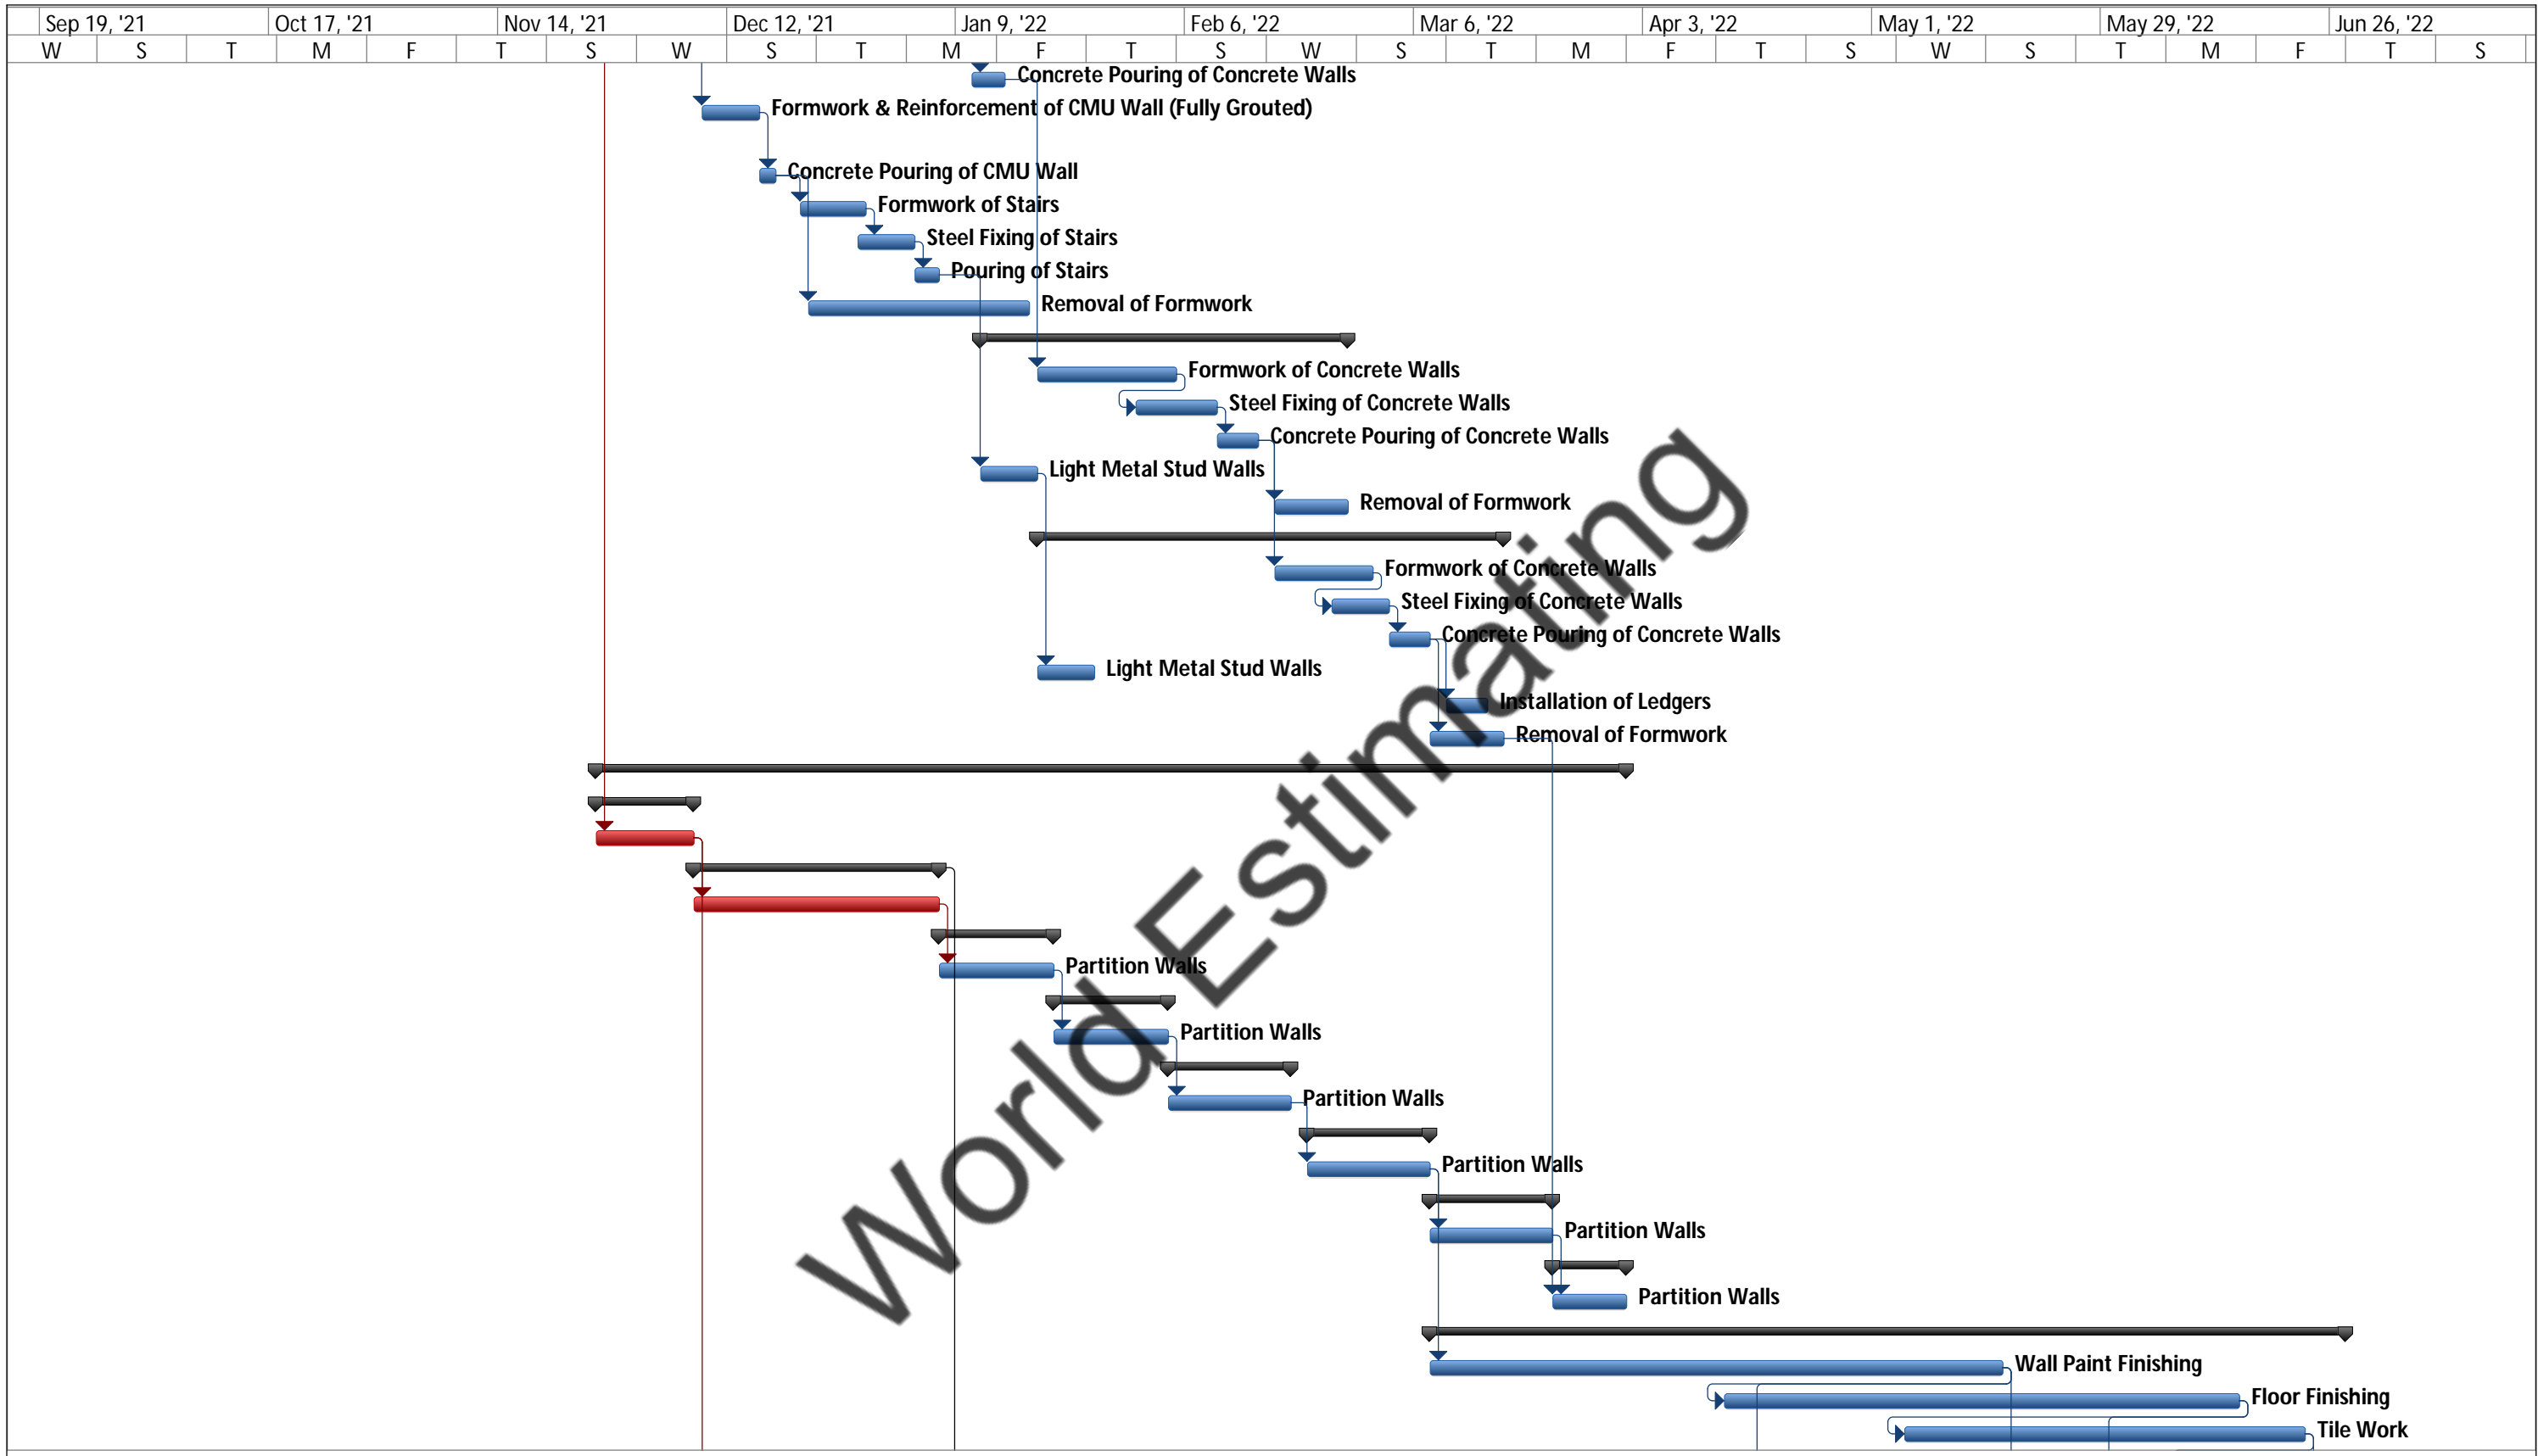 Sep 19, '21 Oct 17, '21 Nov 14, '21 Dec 12, '21 Jan 9, '22 Feb 6, '22 Mar 6, '22 Apr 3, '22 May 1, '22 May 29, '22 Jun 26, '22
W S T M F T S W S T M F T S W S T M F T S W S T M F T S
Concrete Pouring of Concrete Walls
Formwork & Reinforcement of CMU Wall (Fully Grouted)
Concrete Pouring of CMU Wall
Formwork of Stairs
Steel Fixing of Stairs
Pouring of Stairs
Removal of Formwork
Formwork of Concrete Walls
Steel Fixing of Concrete Walls
Concrete Pouring of Concrete Walls
Light Metal Stud Walls
Removal of Formwork
Formwork of Concrete Walls
Steel Fixing of Concrete Walls
Concrete Pouring of Concrete Walls
Light Metal Stud Walls
Installation of Ledgers
Removal of Formwork
Partition Walls
Partition Walls
Partition Walls
Partition Walls
Partition Walls
Partition Walls
Wall Paint Finishing
Floor Finishing
Tile Work
World Estimating